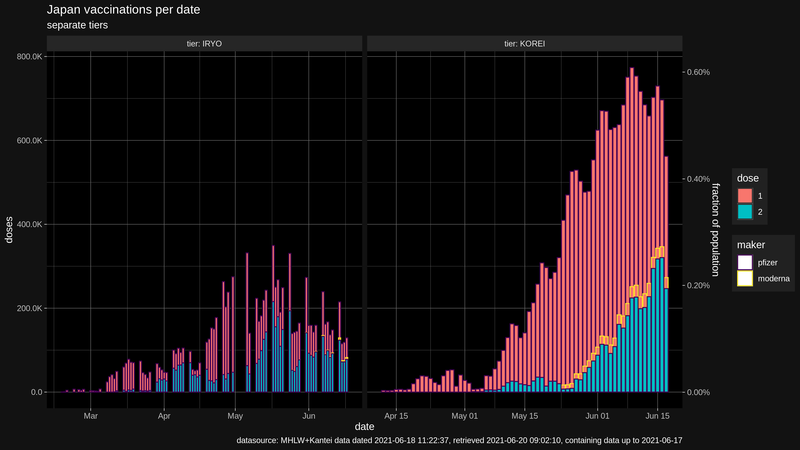 Japan vaccinations per date
separate tiers
tier: IRYO
tier: KOREI
800.0K
600.0K
400.0K
200.0K
0.0
doses
Mar
Apr
May
Jun
Apr 15
May 01
May 15
Jun 01
Jun 15
date
0.60%
0.40%
0.20%
0.00%
fraction of population
dose
1
2
maker
pfizer
moderna
datasource: MHLW+Kantei data dated 2021-06-18 11:22:37, retrieved 2021-06-20 09:02:10, containing data up to 2021-06-17